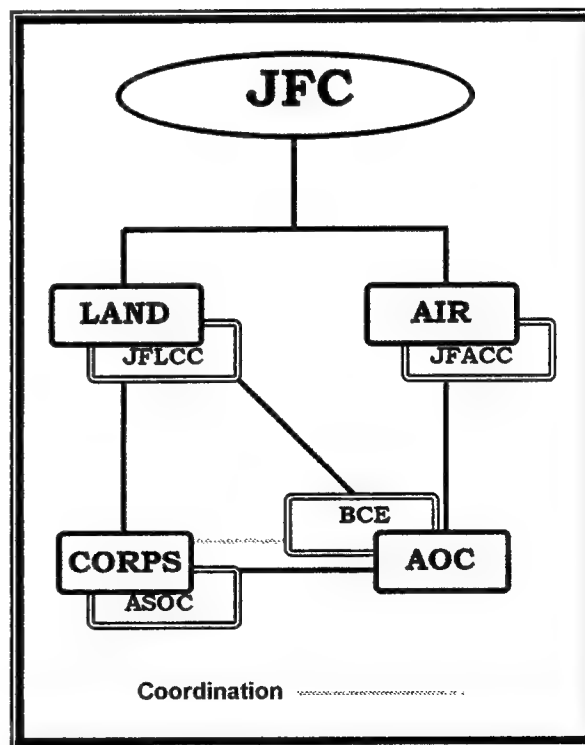 JFC
LAND
AIR
JFLCC
JFACC
BCE
CORPS
AOC
ASOC
Coordination